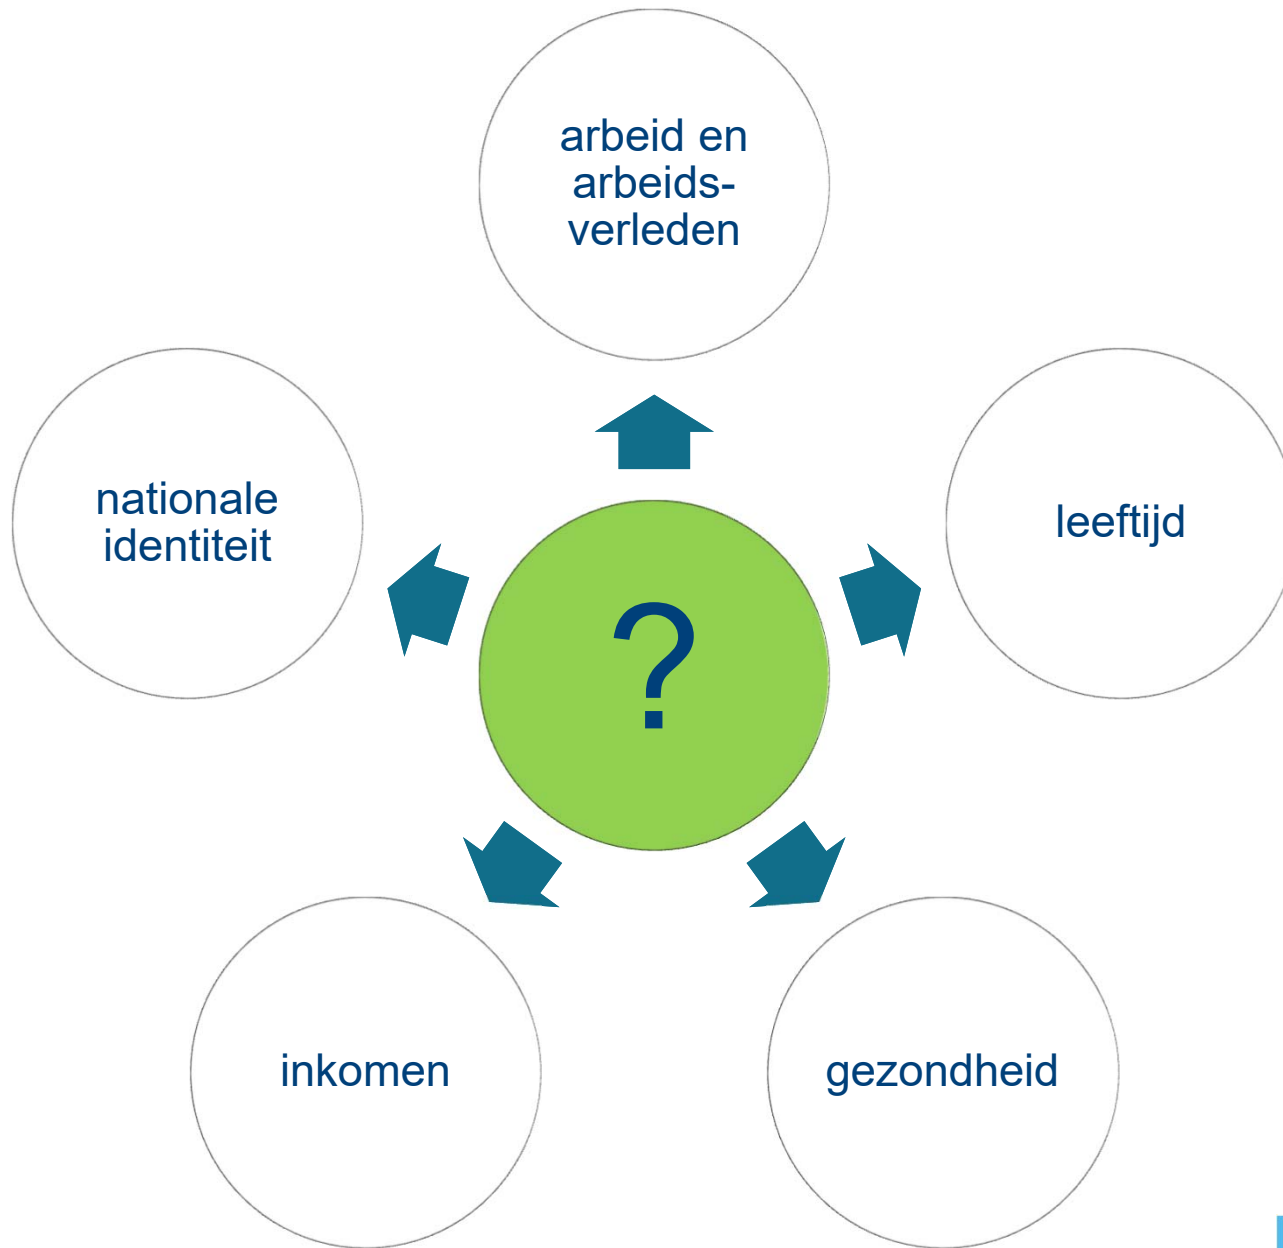 arbeid en
arbeids-
verleden
nationale
identiteit
leeftijd
?
inkomen
gezondheid